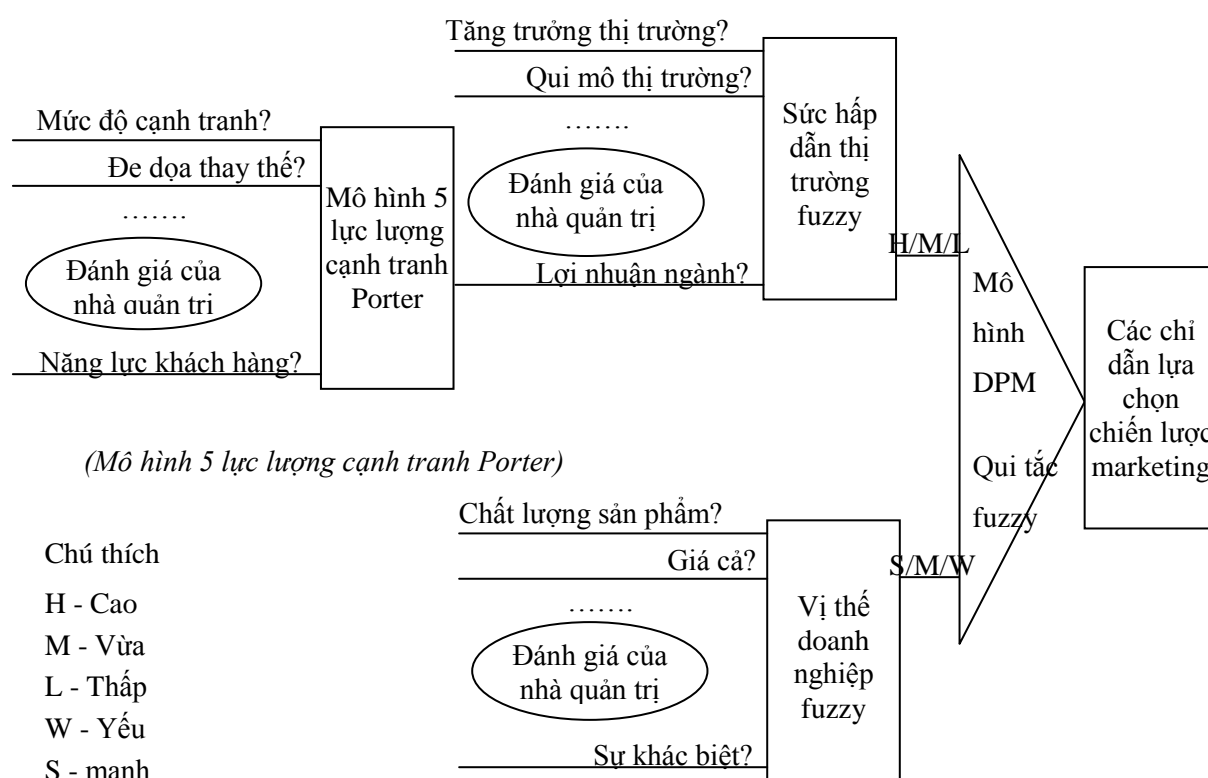 Tăng trưởng thị trường?
Qui mô thị trường?
…….
Đánh giá của
nhà quản trị
Lợi nhuận ngành?
Mức độ cạnh tranh?
Đe dọa thay thế?
…….
Đánh giá của
nhà quản trị
Năng lực khách hàng?
Mô hình 5
lực lượng
cạnh tranh
Porter
Sức hấp
dẫn thị
trường
fuzzy
H/M/L
Mô
hình
DPM
Qui tắc
fuzzy
Các chỉ
dẫn lựa
chọn
chiến lược
marketing
(Mô hình 5 lực lượng cạnh tranh Porter)
Chất lượng sản phẩm?
Giá cả?
…….
Đánh giá của
nhà quản trị
Sự khác biệt?
Vị thế
doanh
nghiệp
fuzzy
S/M/W
Chú thích
H - Cao
M - Vừa
L - Thấp
W - Yếu
S - mạnh